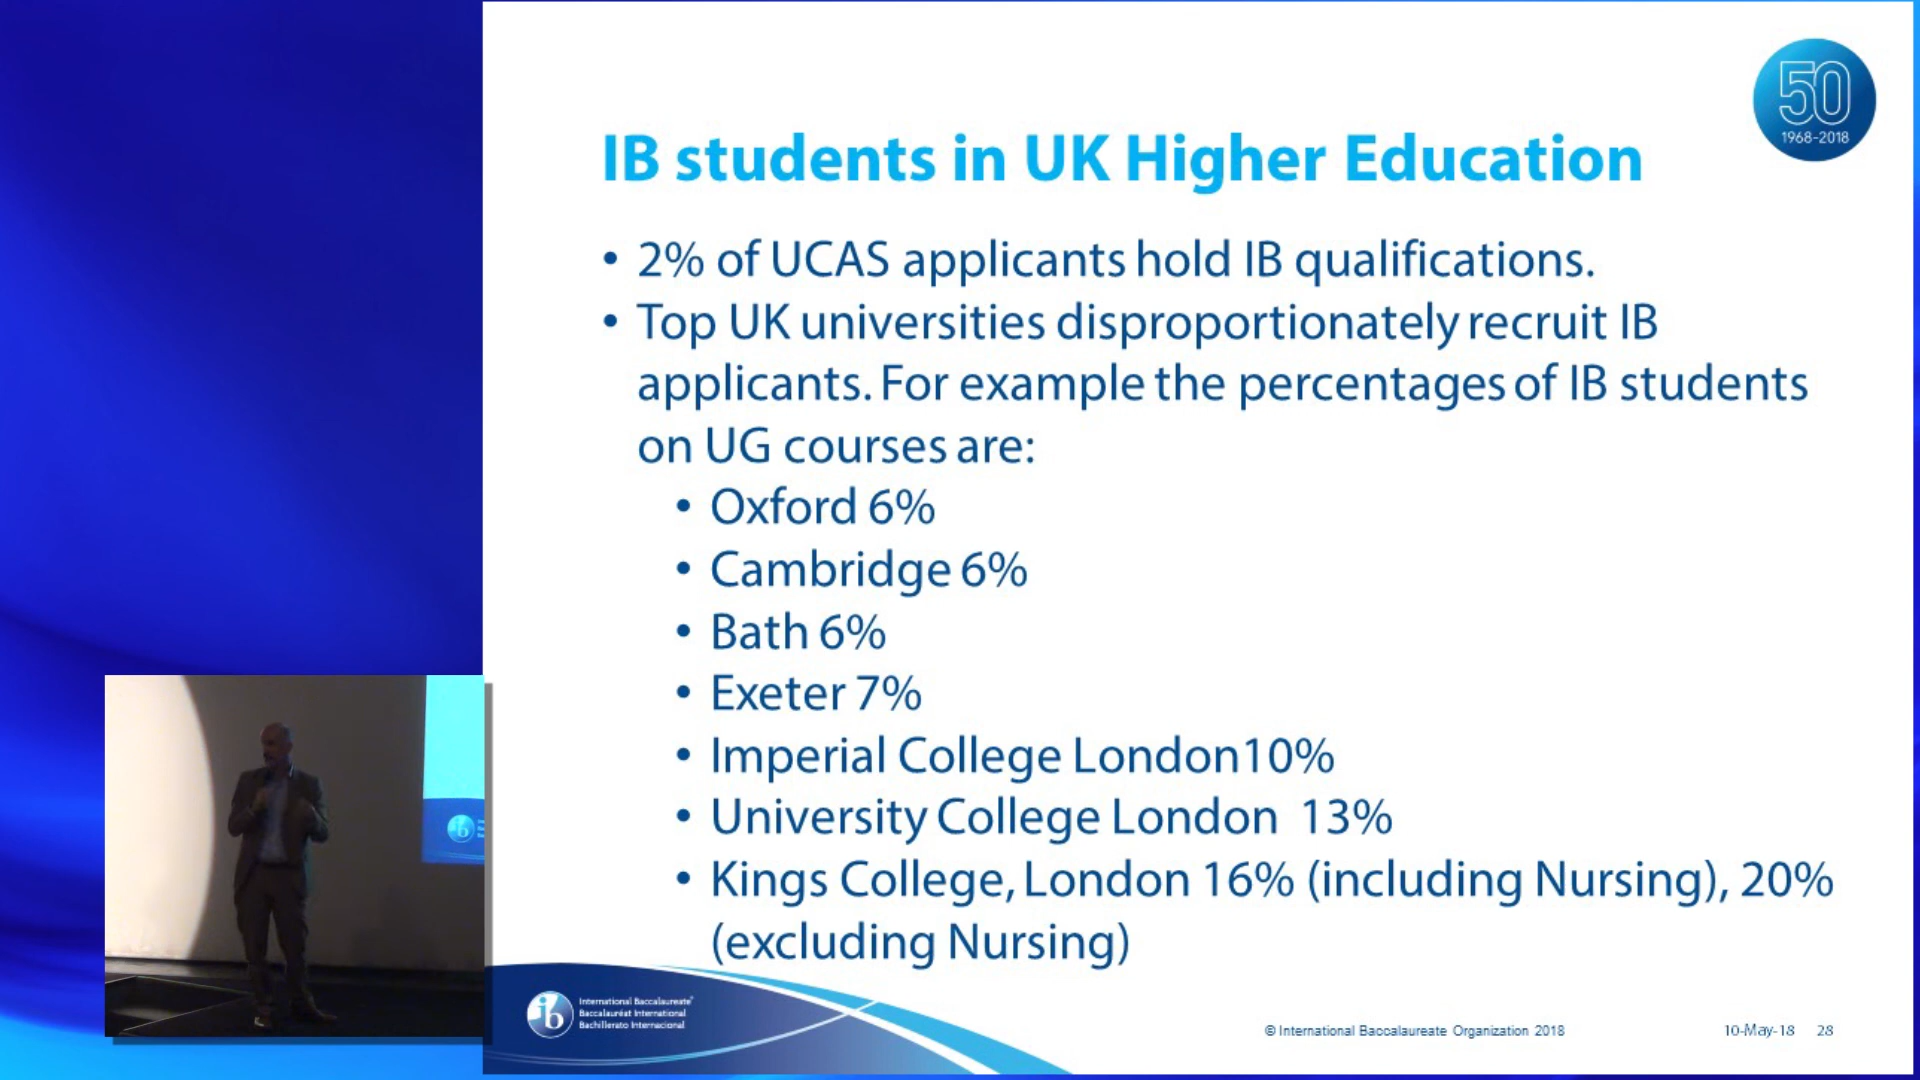 50
1968-2018
IB students in UK Higher Education
• 2% of UCAS applicants hold IB qualifications.
• Top UK universities disproportionately recruit IB
applicants. For example the percentages of IB students
on UG courses are:
• Oxford 6%
• Cambridge 6%
• Bath 6%
• Exeter 7%
• Imperial College London10%
• University College London 13%
• Kings College, London 16% (including Nursing), 20%
(excluding Nursing)
ib
International Baccalaureate®
Baccalauréat International
Bachillerato Internacional
© International Baccalaureate Organization 2018
10-May-18 28
ib